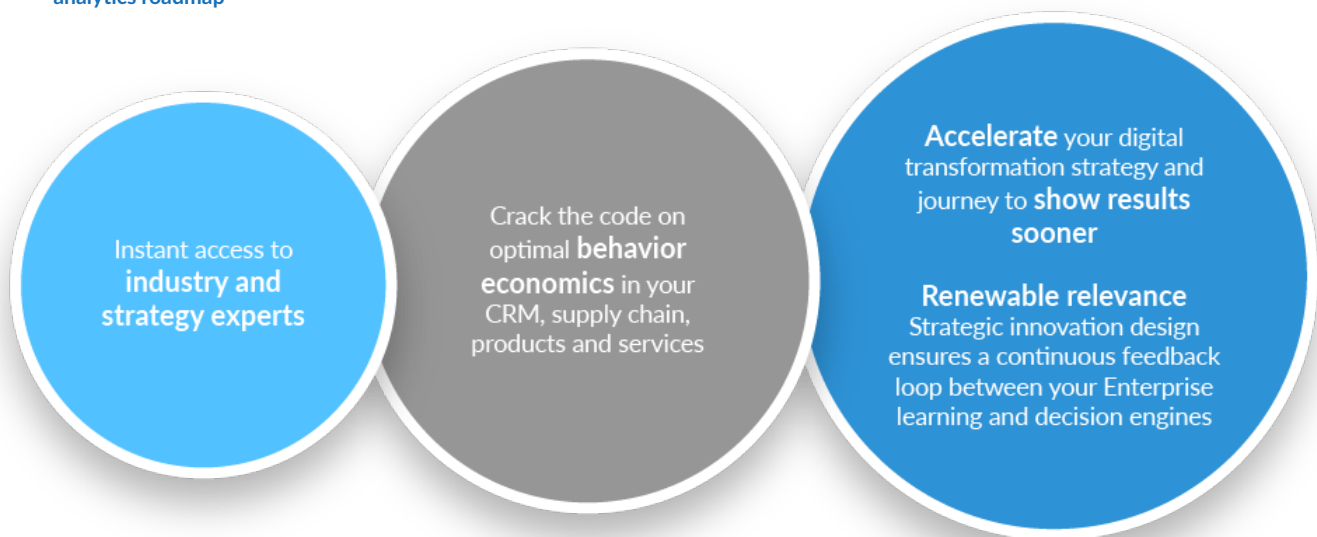 analytics roadmap
Instant access to
industry and
strategy experts
Crack the code on
optimal behavior
economics in your
CRM, supply chain,
products and services
Accelerate your digital
transformation strategy and
journey to show results
sooner
Renewable relevance
Strategic innovation design
ensures a continuous feedback
loop between your Enterprise
learning and decision engines